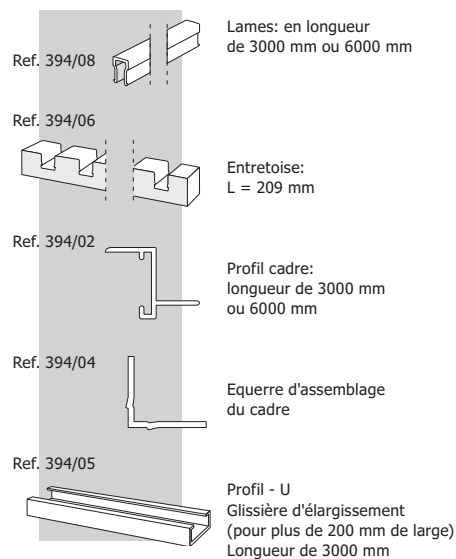 Ref. 394/08
Lames: en longueur
de 3000 mm ou 6000 mm
Ref. 394/06
Entretoise:
L = 209 mm
Ref. 394/02
Profil cadre:
longueur de 3000 mm
ou 6000 mm
Ref. 394/04
Equerre d'assemblage
du cadre
Ref. 394/05
Profil - U
Glissière d'élargissement
(pour plus de 200 mm de large)
Longueur de 3000 mm